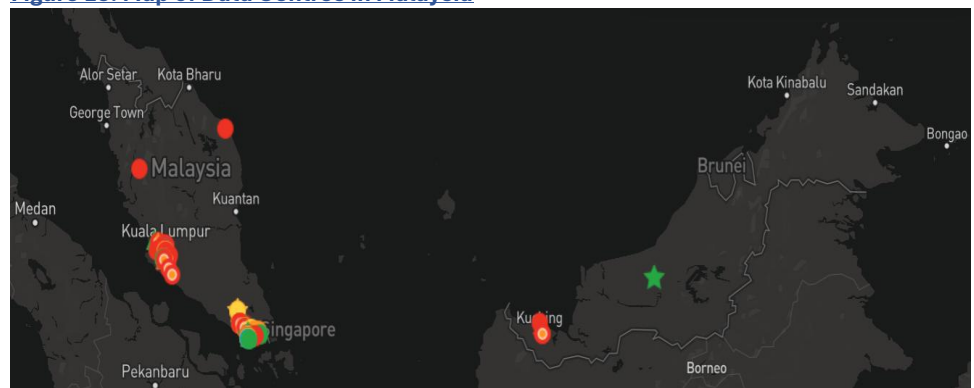 Alor Setar
Kota Bharu
George Town
Malaysia
Kuantan
Medan
Kuala Lumpur
Singapore
Pekanbaru
Kota Kinabalu
Sandakan
Bongao
Brunei
Borneo